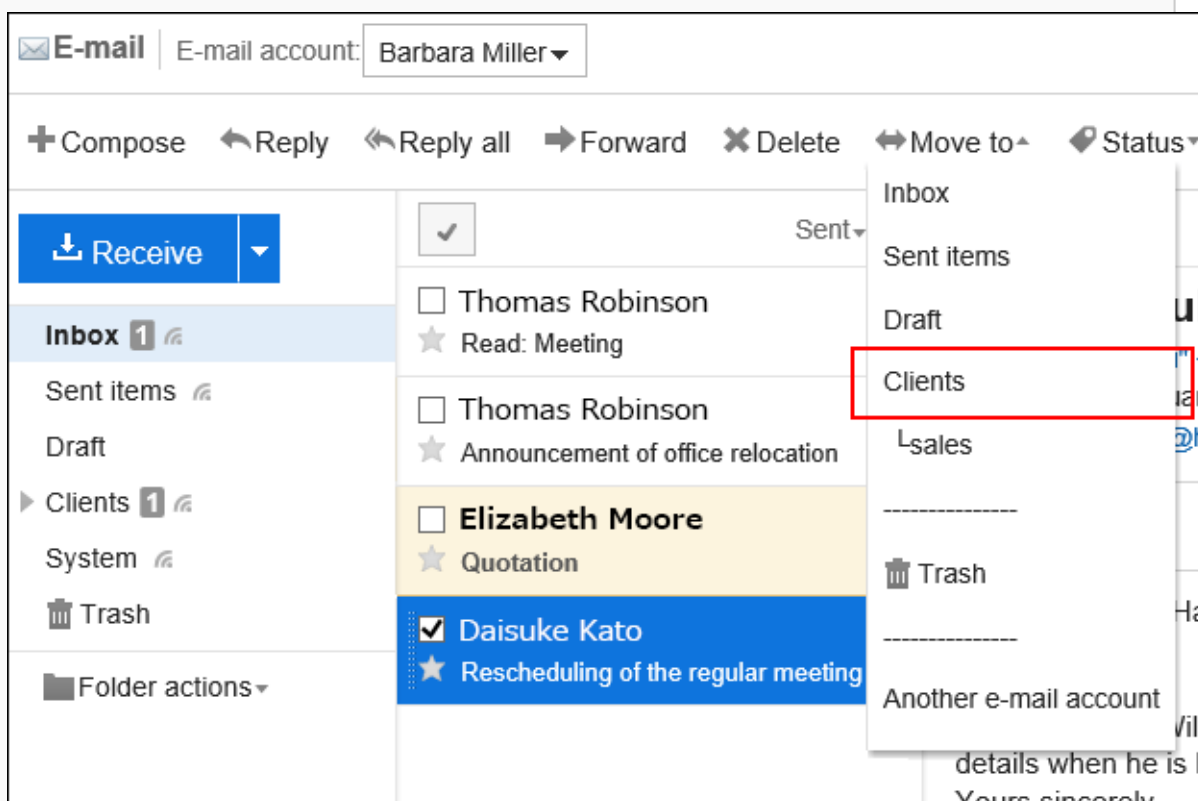 E-mail E-mail account: Barbara Miller
Compose Reply Reply all Forward Delete Move to Status
Receive
Inbox 1
Sent items
Draft
Clients 1
System
Trash
Folder actions
Sent
Thomas Robinson
Read: Meeting
Thomas Robinson
Announcement of office relocation
Elizabeth Moore
Quotation
Daisuke Kato
Rescheduling of the regular meeting
Inbox
Sent items
Draft
Clients
sales
---------------
Trash
---------------
Another e-mail account
details when he is
Yours sincerely